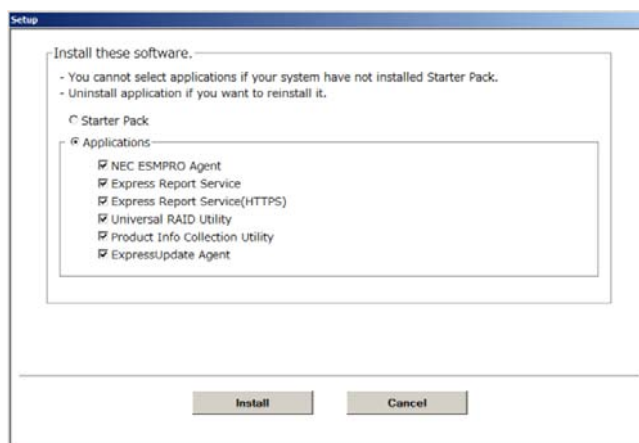 Setup
Install these software.
- You cannot select applications if your system have not installed Starter Pack.
- Uninstall application if you want to reinstall it.
Starter Pack
Applications
NEC ESMPRO Agent
Express Report Service
Express Report Service(HTTPS)
Universal RAID Utility
Product Info Collection Utility
ExpressUpdate Agent
Install
Cancel